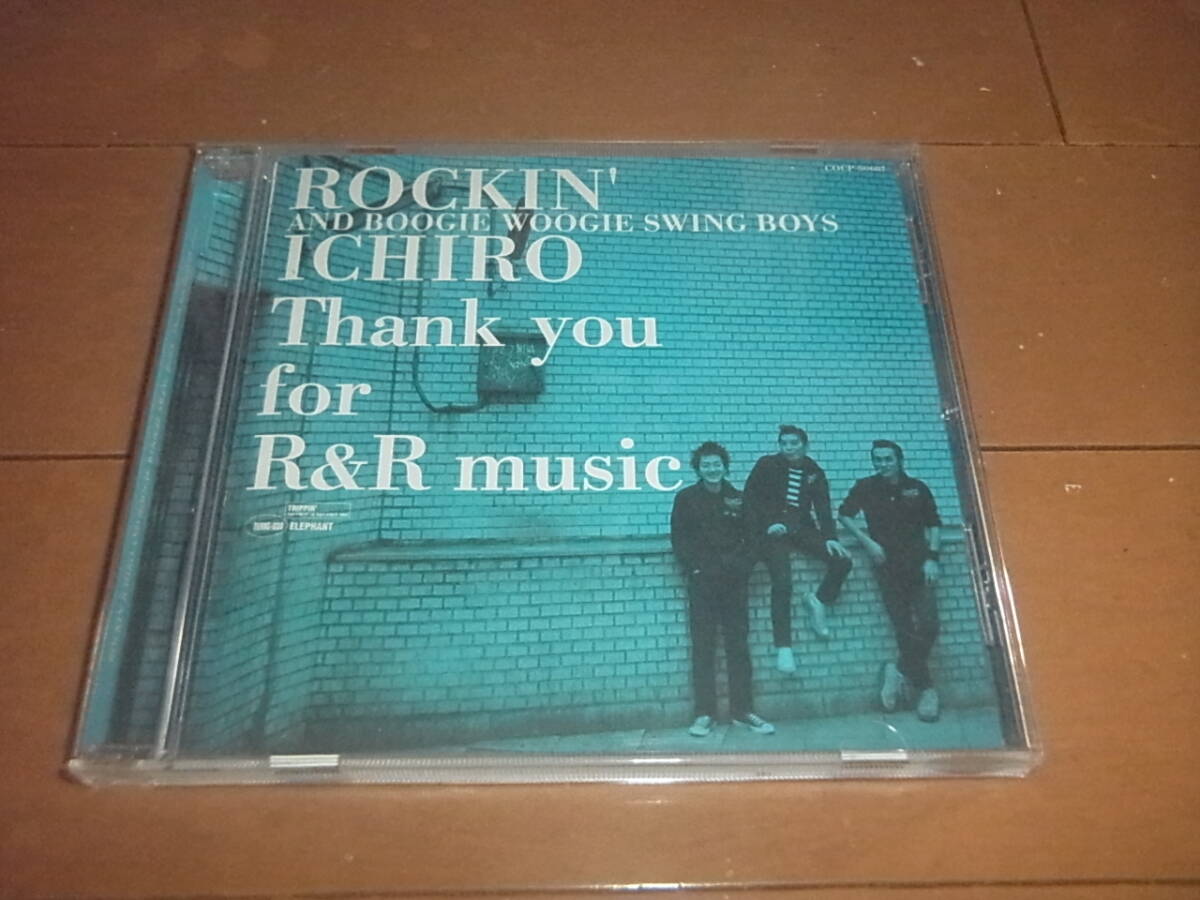 ROCKIN'
AND BOOGIE WOOGIE SWING BOYS
ICHIRO
Thank you
for
R&R music
TRIPPIN'
ELEPHANT